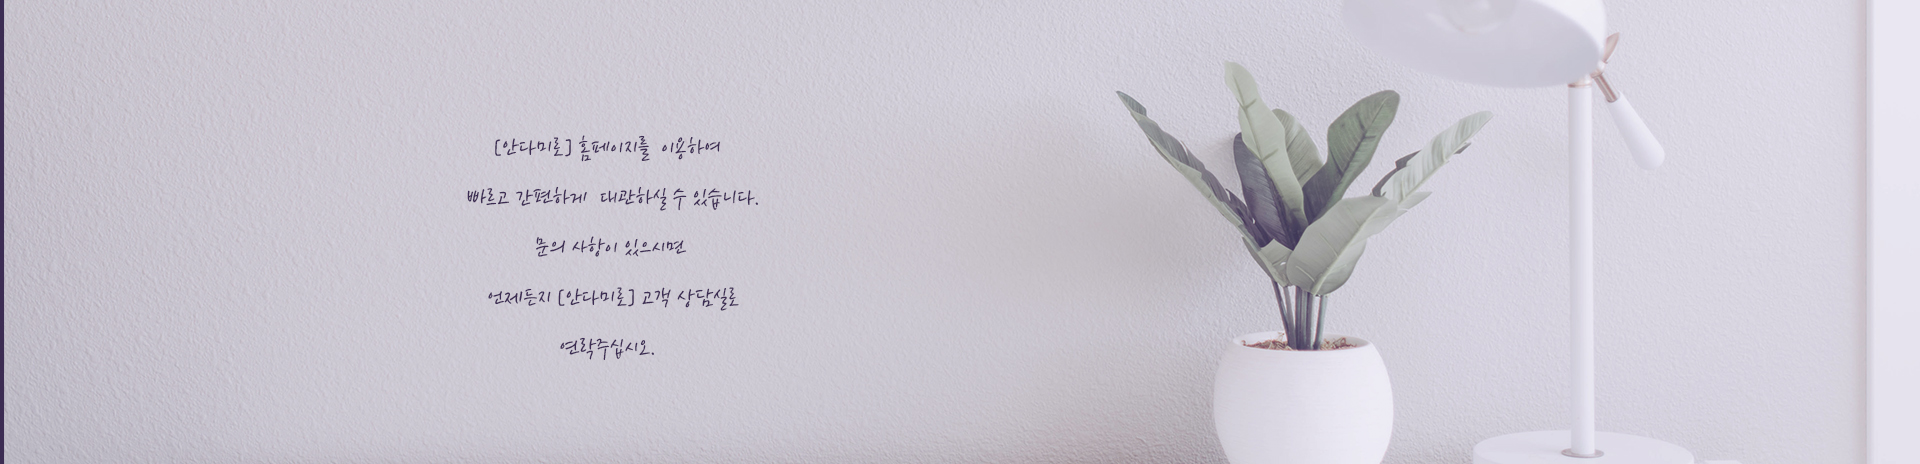 [안다미로] 홈페이지를 이용하여
빠르고 간편하게 대관하실 수 있습니다.
문의 사항이 있으시면
언제든지 [안다미로] 고객 상담실로
연락주십시오.